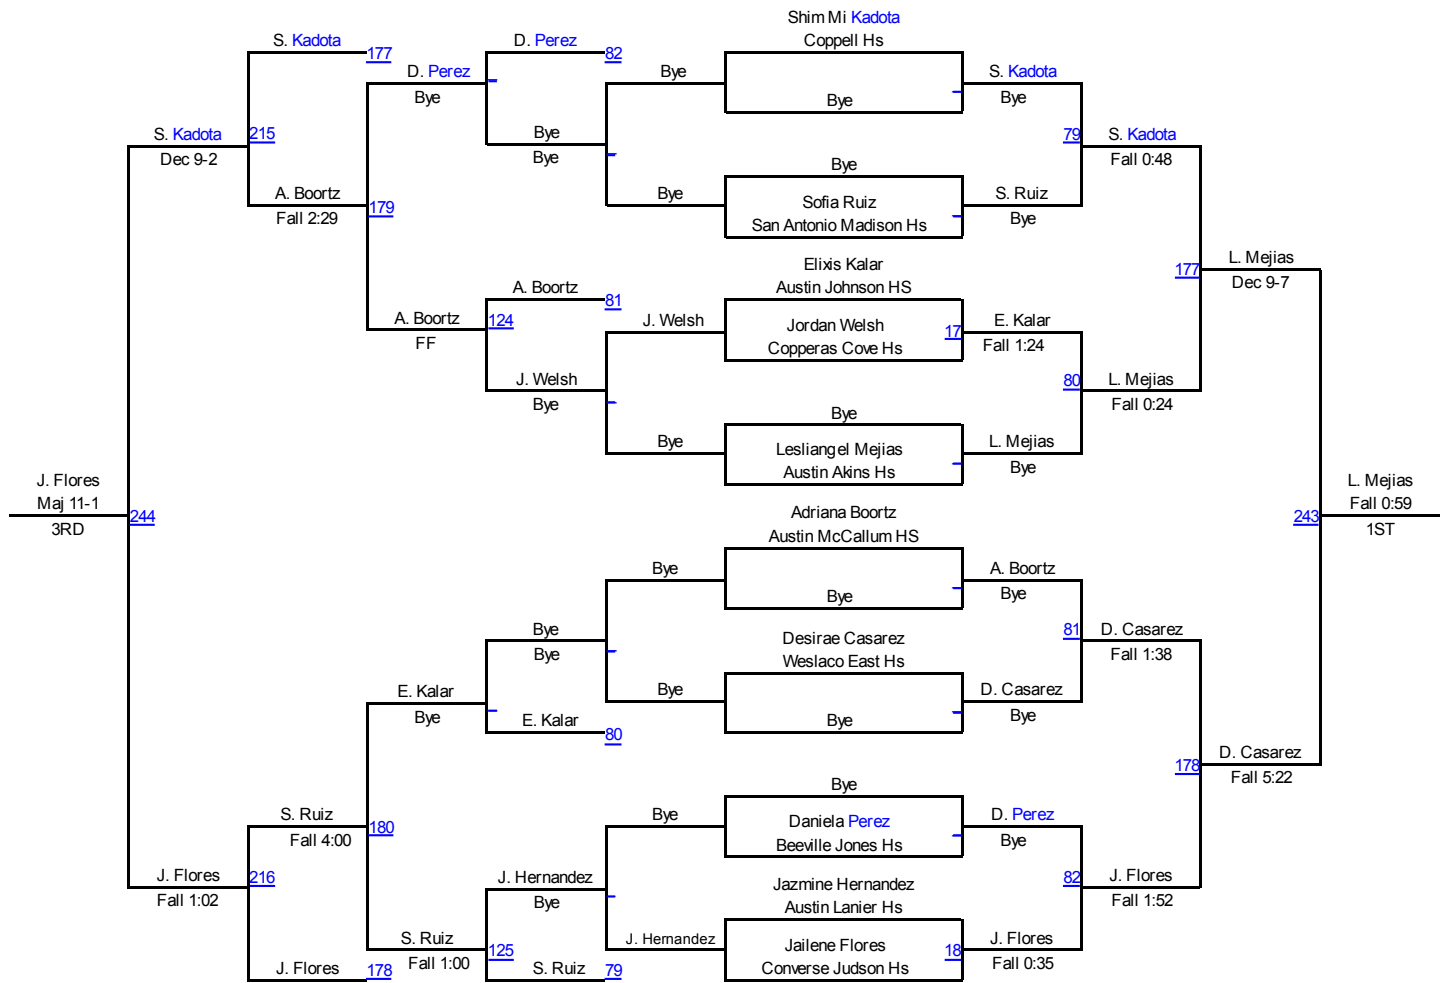 Shim Mi Kadota
Coppell Hs
S. Kadota
177
D. Perez
82
D. Perez
Bye
Bye
Bye
S. Kadota
Bye
S. Kadota
Dec 9-2
215
Bye
Bye
79
S. Kadota
Fall 0:48
A. Boortz
Fall 2:29
179
Bye
Bye
Sofia Ruiz
San Antonio Madison Hs
S. Ruiz
Bye
Elixis Kalar
Austin Johnson HS
177
L. Mejias
Dec 9-7
A. Boortz
81
A. Boortz
FF
124
J. Welsh
Jordan Welsh
Copperas Cove Hs
17
E. Kalar
Fall 1:24
J. Welsh
Bye
80
L. Mejias
Fall 0:24
Bye
Bye
Lesliangel Mejias
Austin Akins Hs
L. Mejias
Bye
J. Flores
Maj 11-1
3RD
244
Adriana Boortz
Austin McCallum HS
243
L. Mejias
Fall 0:59
1ST
Bye
Bye
A. Boortz
Bye
Bye
Bye
Desirae Casarez
Weslaco East Hs
81
D. Casarez
Fall 1:38
E. Kalar
Bye
E. Kalar
80
Bye
Bye
D. Casarez
Bye
178
D. Casarez
Fall 5:22
S. Ruiz
Fall 4:00
180
Bye
Bye
Daniela Perez
Beeville Jones Hs
D. Perez
Bye
J. Flores
Fall 1:02
216
J. Hernandez
Bye
Jazmine Hernandez
Austin Lanier Hs
82
J. Flores
Fall 1:52
S. Ruiz
Fall 1:00
125
J. Hernandez
Jailene Flores
Converse Judson Hs
18
J. Flores
Fall 0:35
J. Flores
178
S. Ruiz
79